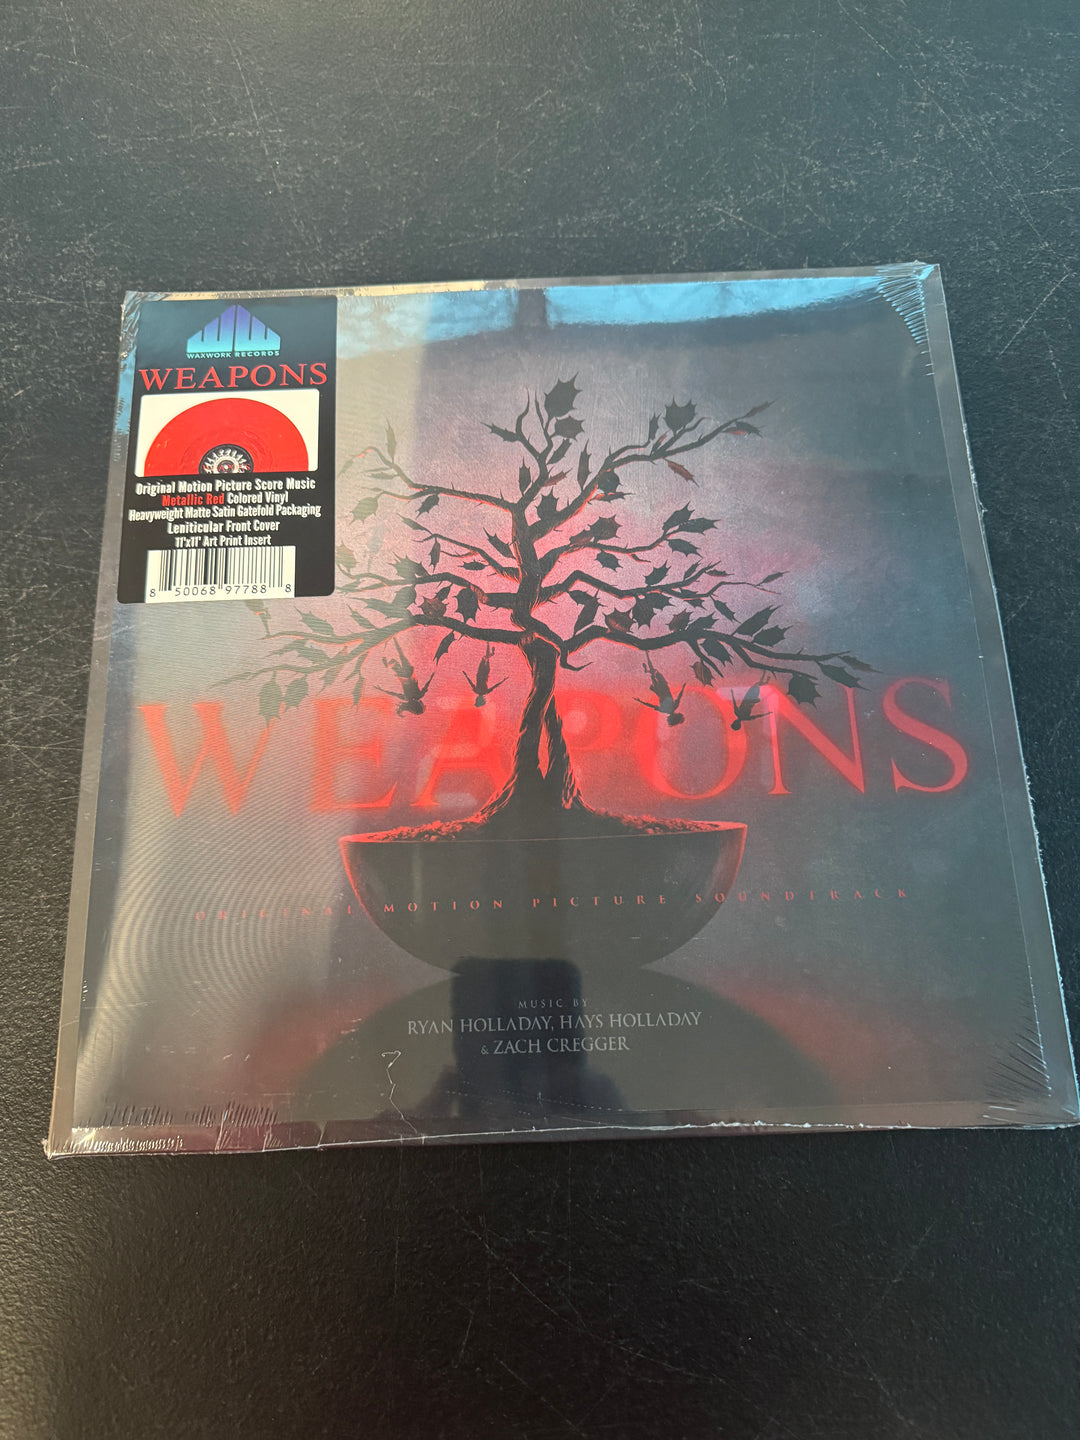 WAXWORK RECORDS
WEAPONS
Original Motion Picture Score Music
Metallic Red Colored Vinyl
Heavyweight Matte Satin Gatefold Packaging
Leniticular Front Cover
11"x11" Art Print Insert
8 50068 97788 8
WEAPONS
ORIGINAL MOTION PICTURE SOUNDTRACK
MUSIC BY
RYAN HOLLADAY, HAYS HOLLADAY
& ZACH CREGGER